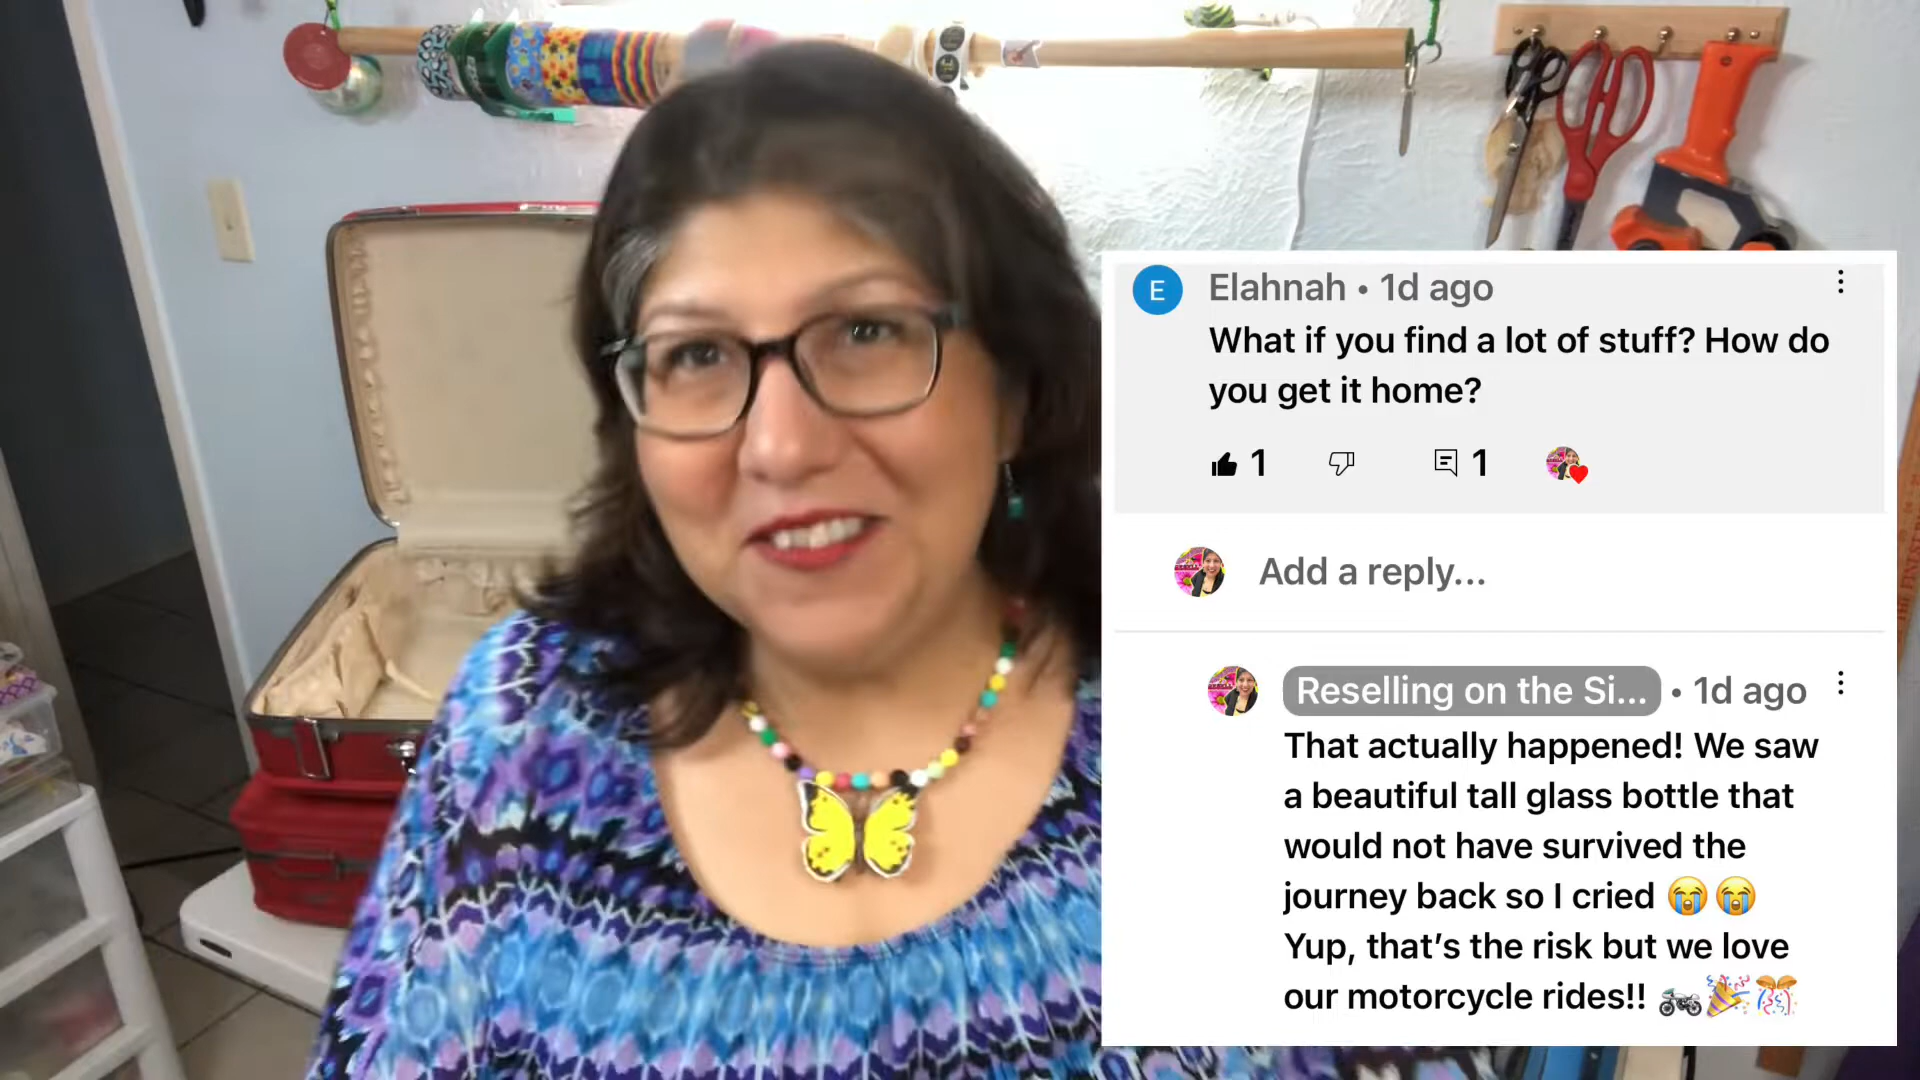 E
Elahnah • 1d ago
What if you find a lot of stuff? How do
you get it home?
1
1
Add a reply...
Reselling on the Si... • 1d ago
That actually happened! We saw
a beautiful tall glass bottle that
would not have survived the
journey back so I cried 😭😭
Yup, that's the risk but we love
our motorcycle rides!! 🏍️🎉🎊